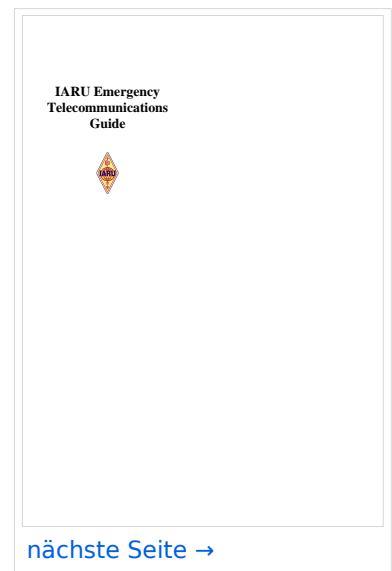 IARU Emergency
Telecommunications
Guide
IARU
nächste Seite →